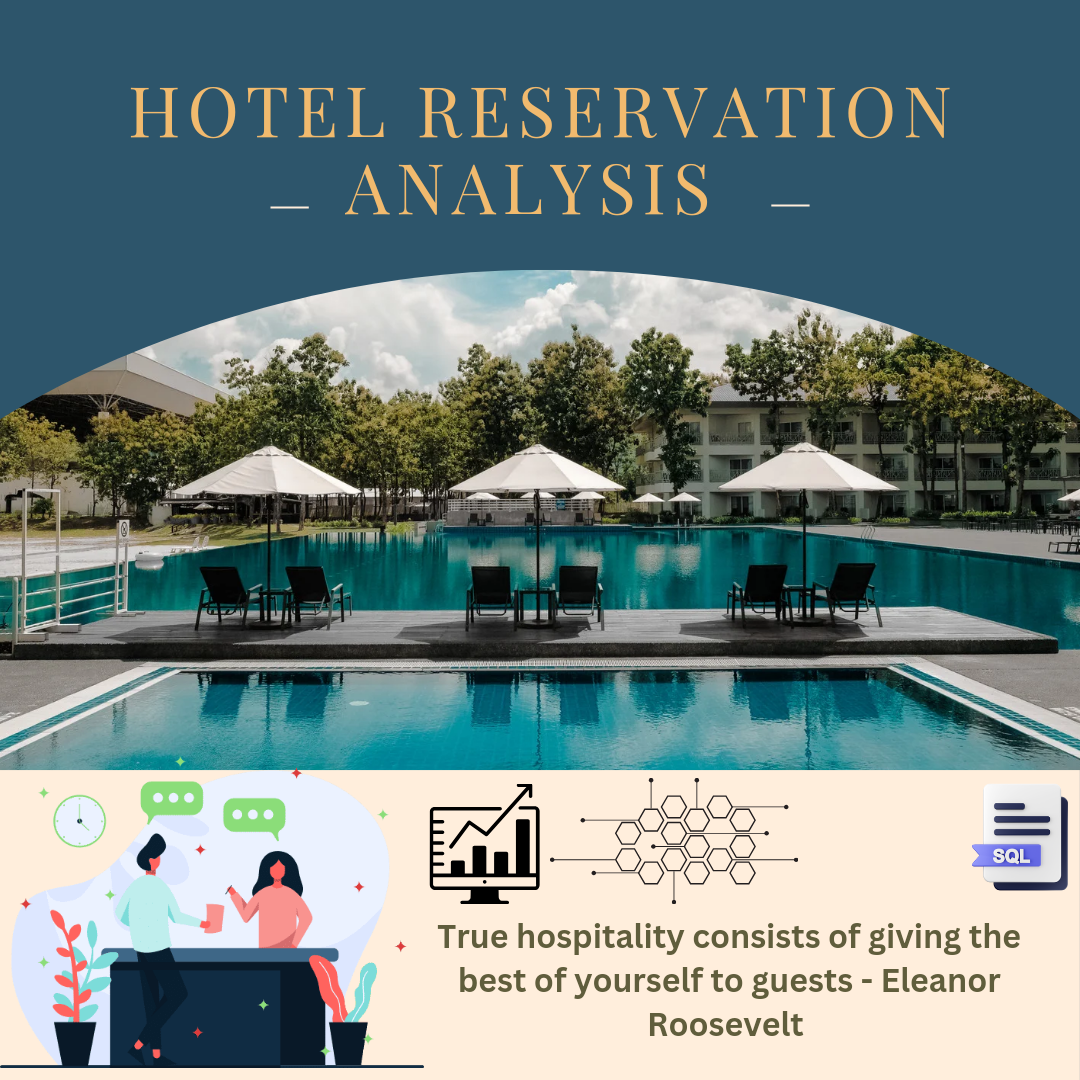 HOTEL RESERVATION
ANALYSIS
SQL
True hospitality consists of giving the
best of yourself to guests - Eleanor
Roosevelt